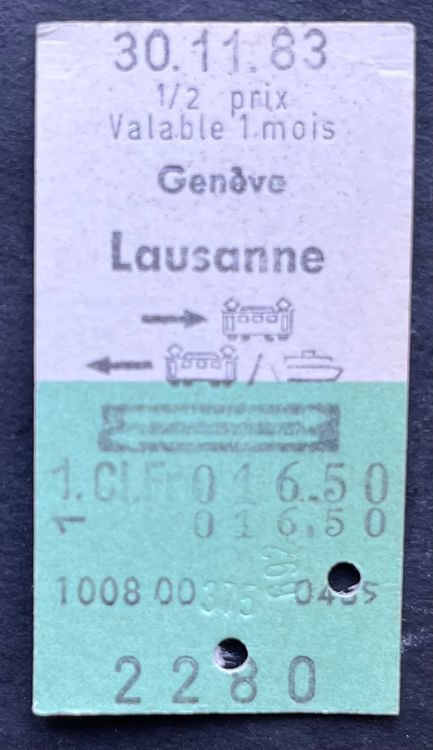 30.11.83
1/2 prix
Valable 1 mois
Genève
Lausanne
/
1. Cl.Fr 016.50
1 016.50
1008 00 375
2280